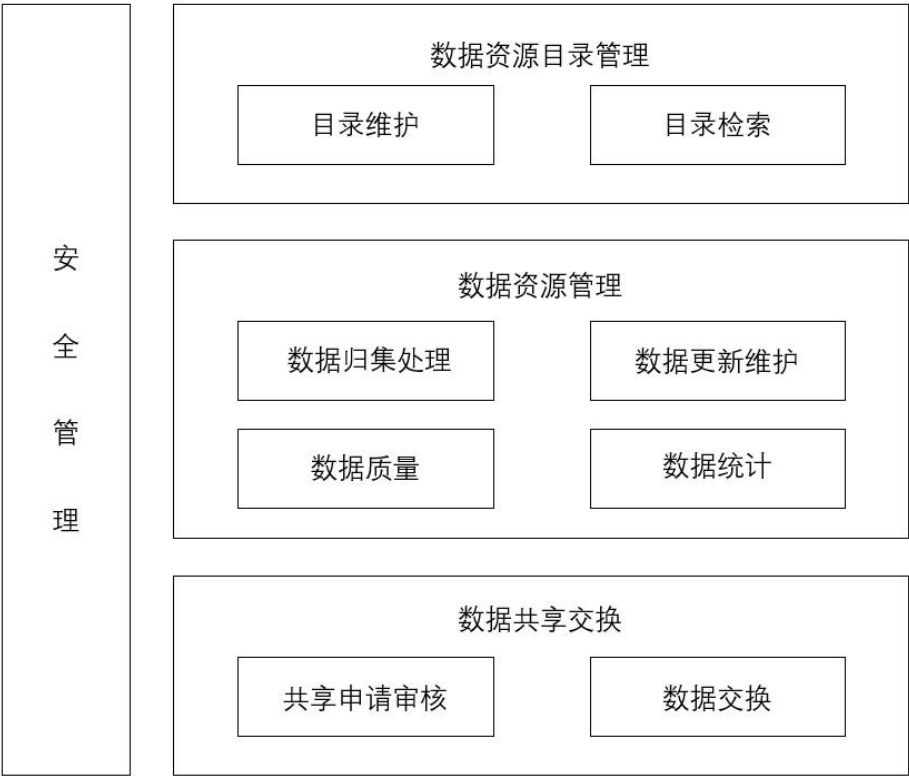 安全管理
数据资源目录管理
目录维护
目录检索
数据资源管理
数据归集处理
数据更新维护
数据质量
数据统计
数据共享交换
共享申请审核
数据交换